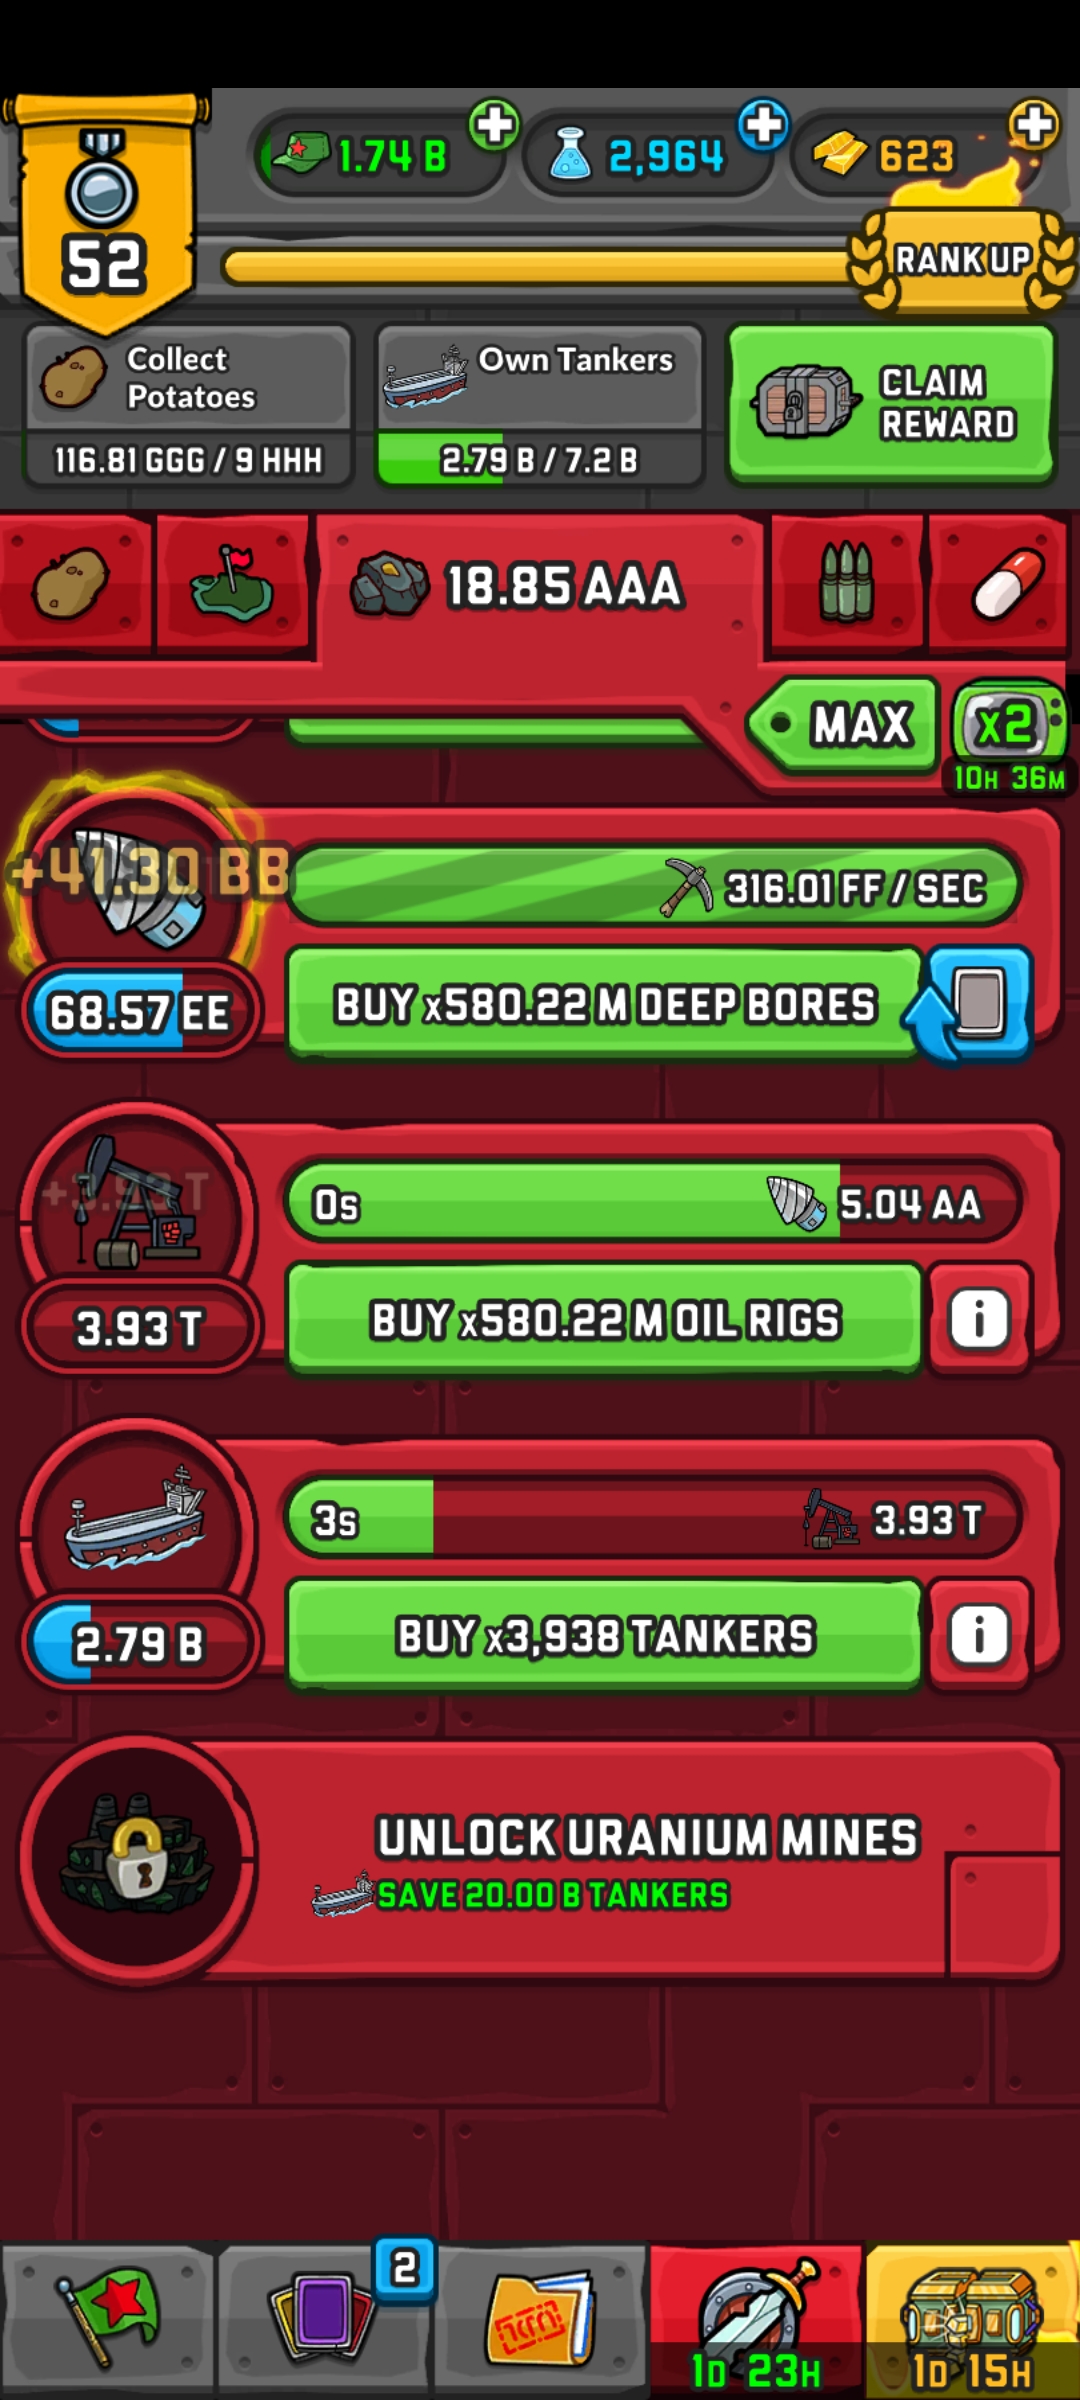 52
1.74 B
2,964
623
RANK UP
Collect
Potatoes
116.81 GGG / 9 HHH
Own Tankers
2.79 B / 7.2 B
CLAIM
REWARD
18.85 AAA
MAX
x2
10H 36M
+41.30 BB
316.01 FF / SEC
68.57 EE
BUY x580.22 M DEEP BORES
+3.93 T
0s
5.04 AA
3.93 T
BUY x580.22 M OIL RIGS
i
3s
3.93 T
2.79 B
BUY x3,938 TANKERS
i
UNLOCK URANIUM MINES
SAVE 20.00 B TANKERS
2
1D 23H
1D 15H